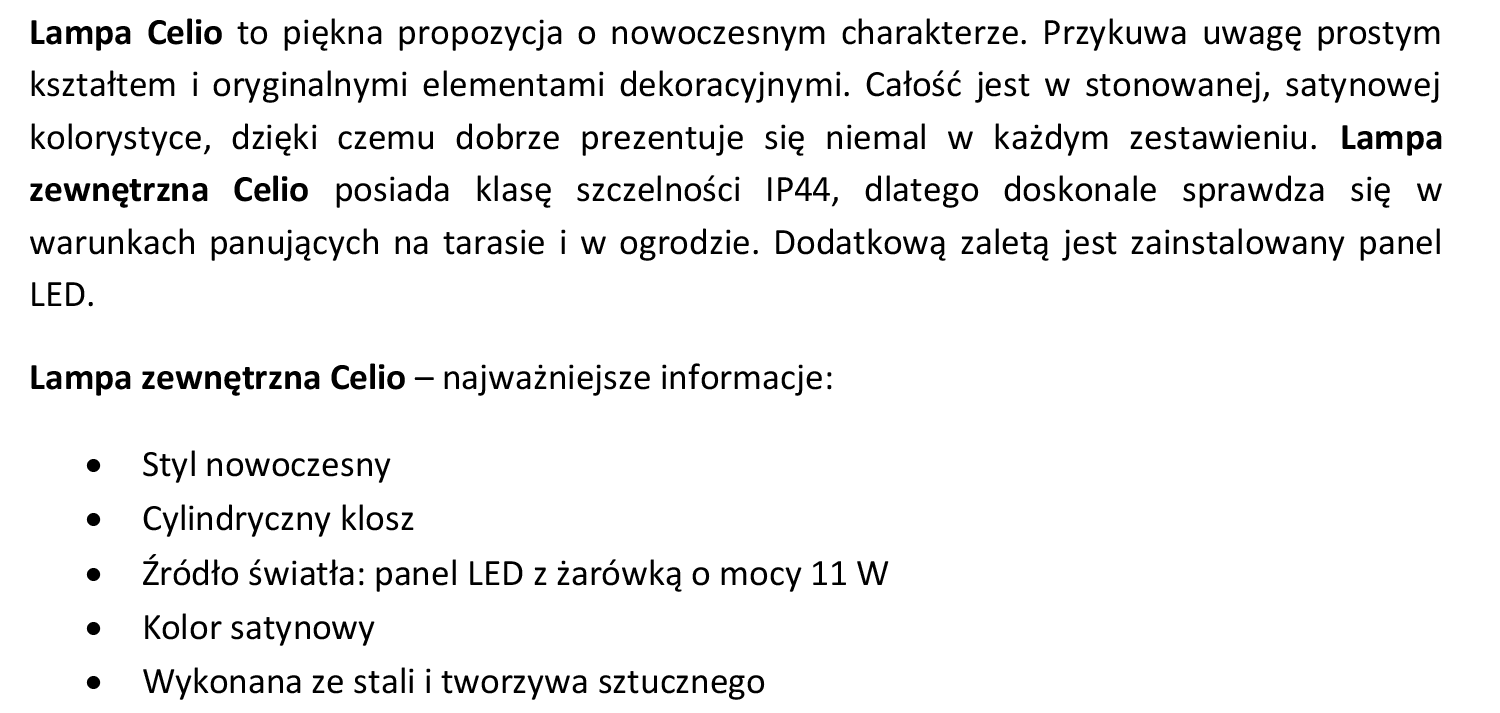 Lampa Celio to piękna propozycja o nowoczesnym charakterze. Przykuwa uwagę prostym
kształtem i oryginalnymi elementami dekoracyjnymi. Całość jest w stonowanej, satynowej
kolorystyce, dzięki czemu dobrze prezentuje się niemal w każdym zestawieniu. Lampa
zewnętrzna Celio posiada klasę szczelności IP44, dlatego doskonale sprawdza się w
warunkach panujących na tarasie i w ogrodzie. Dodatkową zaletą jest zainstalowany panel
LED.
Lampa zewnętrzna Celio – najważniejsze informacje:
• Styl nowoczesny
• Cylindryczny klosz
• Źródło światła: panel LED z żarówką o mocy 11 W
• Kolor satynowy
• Wykonana ze stali i tworzywa sztucznego